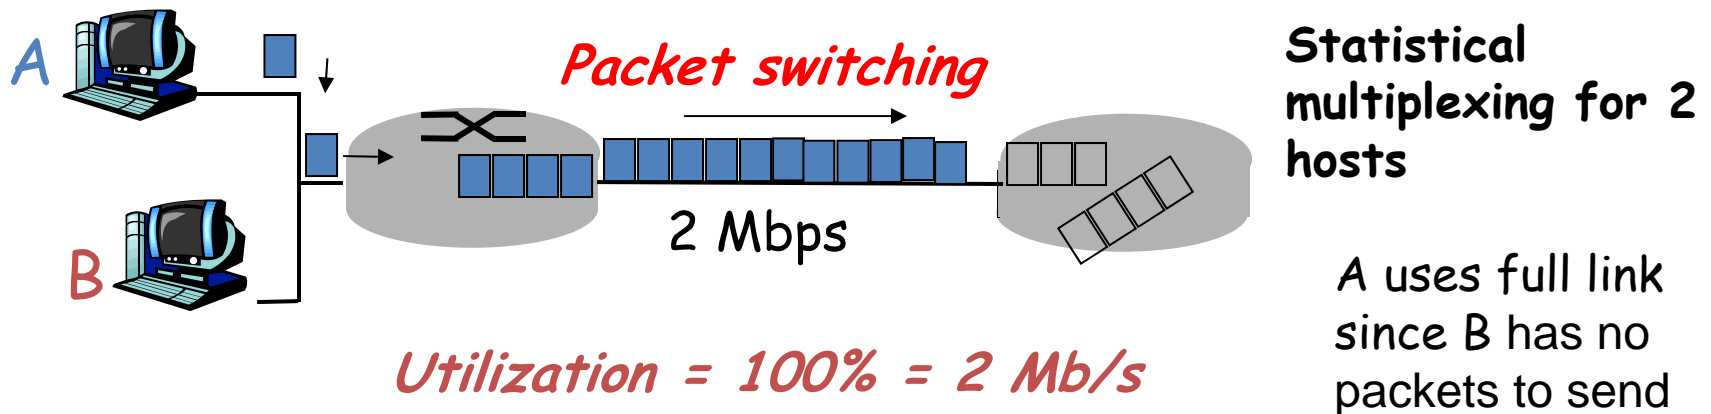 A
Packet switching
Statistical
multiplexing for 2
hosts
2 Mbps
B
A uses full link
since B has no
packets to send
Utilization = 100% = 2 Mb/s